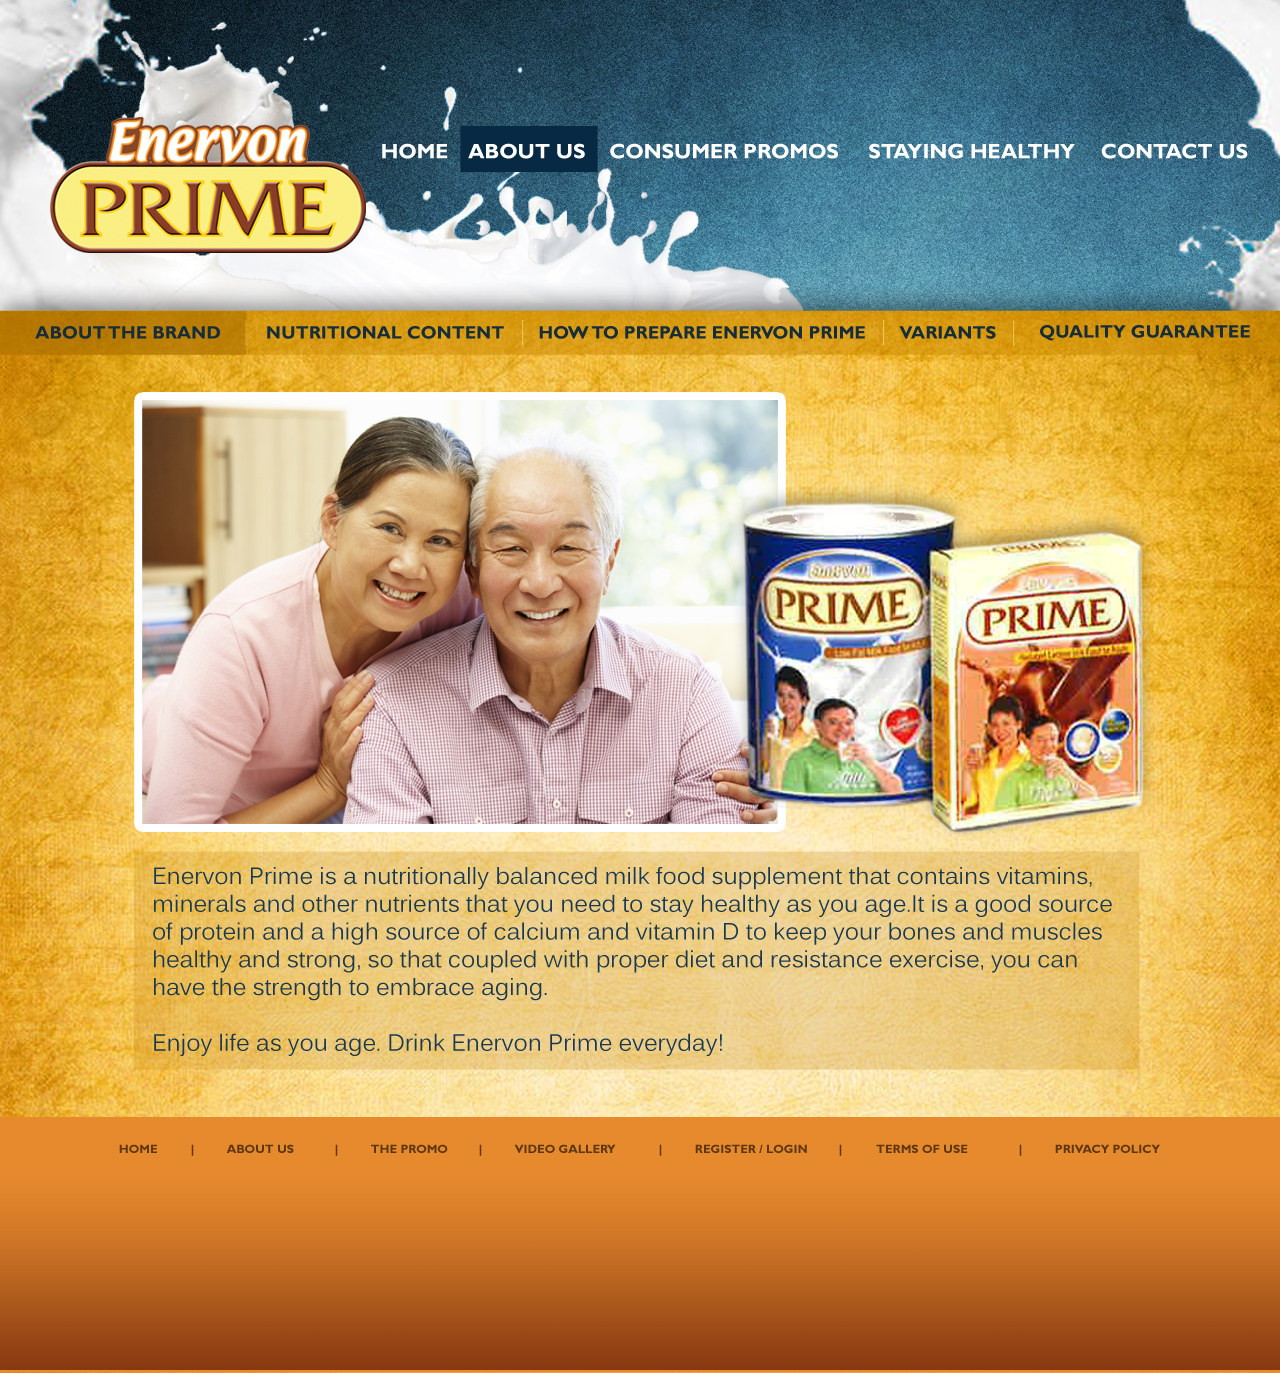 Enervon
PRIME
HOME ABOUT US CONSUMER PROMOS STAYING HEALTHY CONTACT US
ABOUT THE BRAND NUTRITIONAL CONTENT HOW TO PREPARE ENERVON PRIME VARIANTS QUALITY GUARANTEE
Enervon
PRIME
PRIME
PRIME
Enervon Prime is a nutritionally balanced milk food supplement that contains vitamins,
minerals and other nutrients that you need to stay healthy as you age.It is a good source
of protein and a high source of calcium and vitamin D to keep your bones and muscles
healthy and strong, so that coupled with proper diet and resistance exercise, you can
have the strength to embrace aging.
Enjoy life as you age. Drink Enervon Prime everyday!
HOME | ABOUT US | THE PROMO | VIDEO GALLERY | REGISTER / LOGIN | TERMS OF USE | PRIVACY POLICY